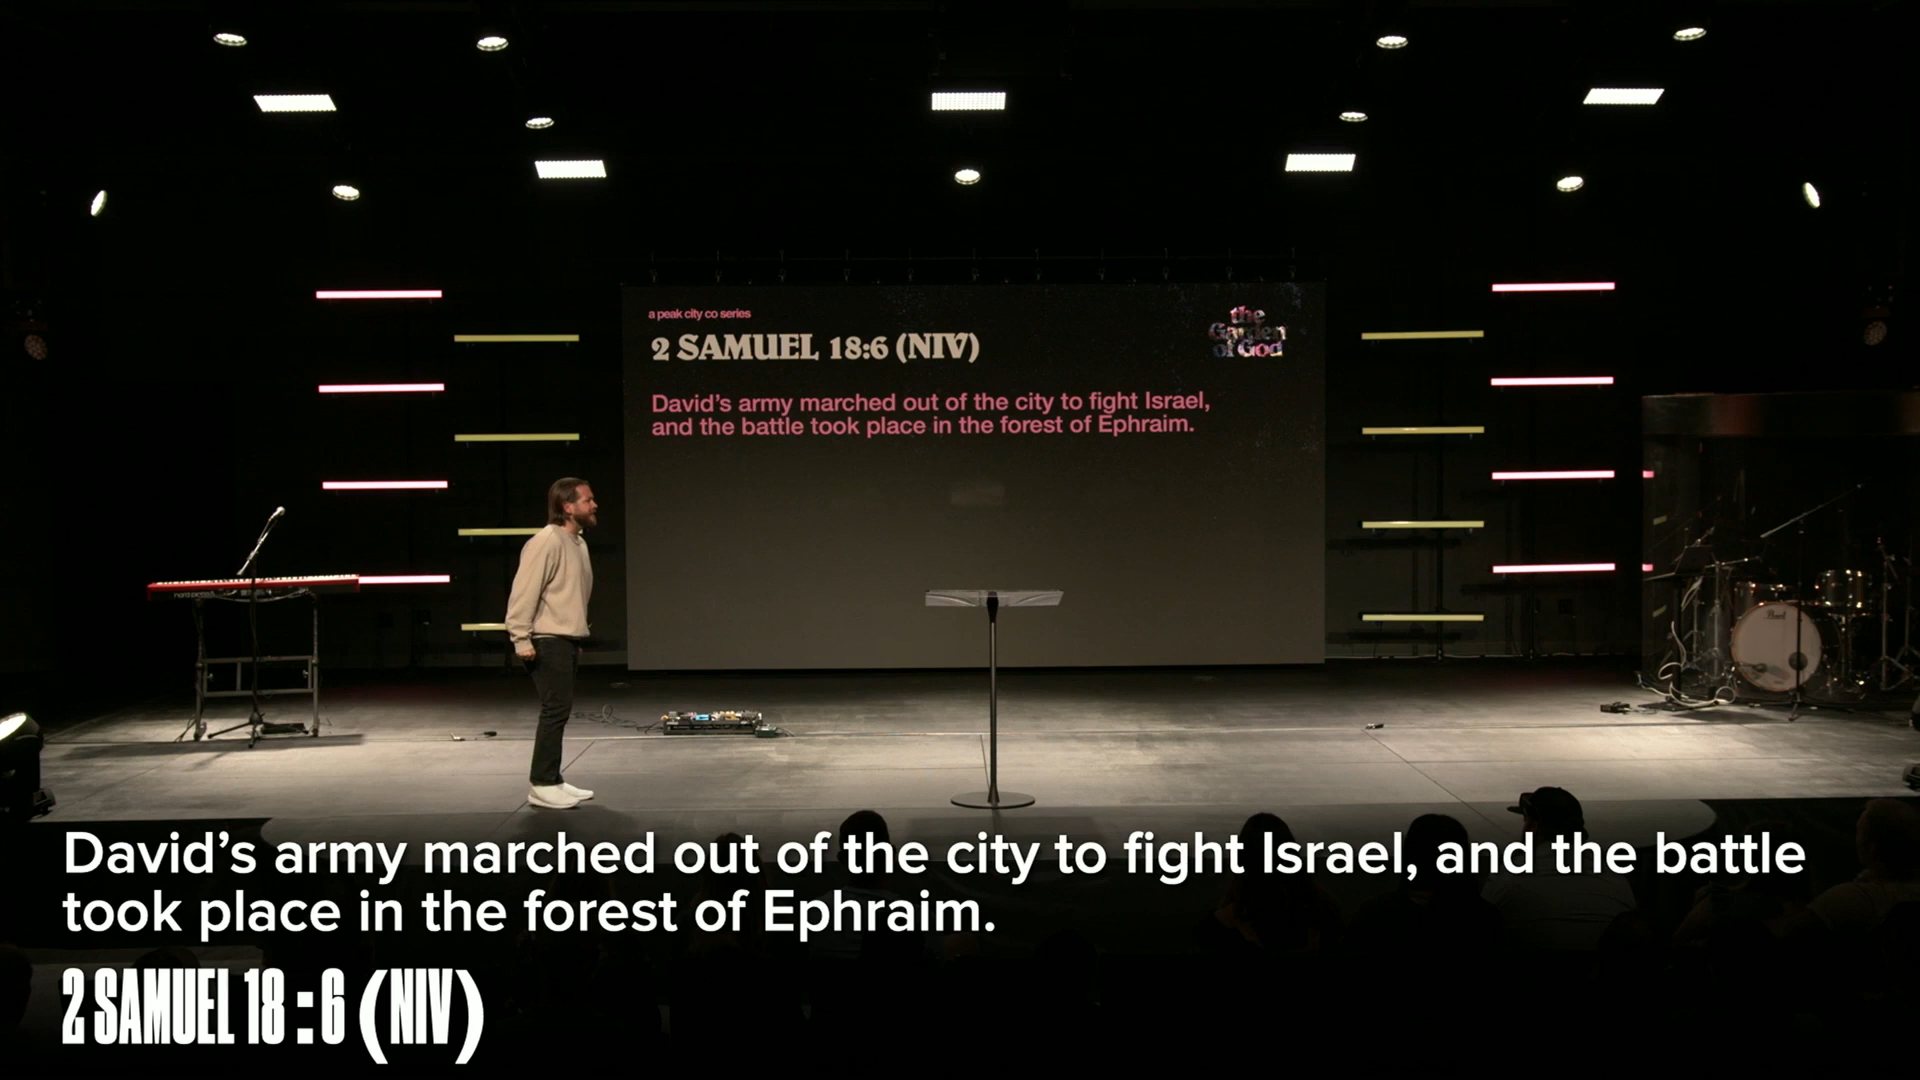 a peak city co series
the
Garden
of God
2 SAMUEL 18:6 (NIV)
David's army marched out of the city to fight Israel,
and the battle took place in the forest of Ephraim.
Pearl
David's army marched out of the city to fight Israel, and the battle
took place in the forest of Ephraim.
2 SAMUEL 18:6 (NIV)